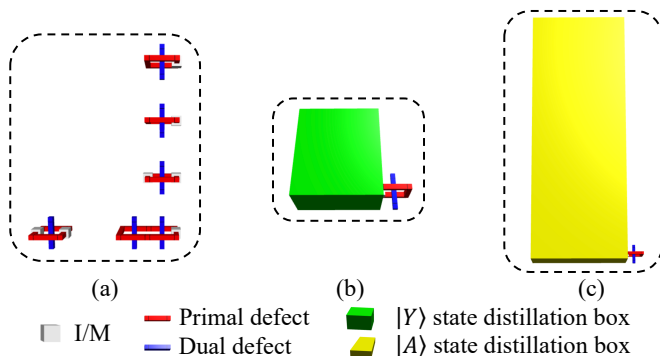 (a)
(b)
(c)
I/M
Primal defect
Dual defect
|Y⟩ state distillation box
|A⟩ state distillation box